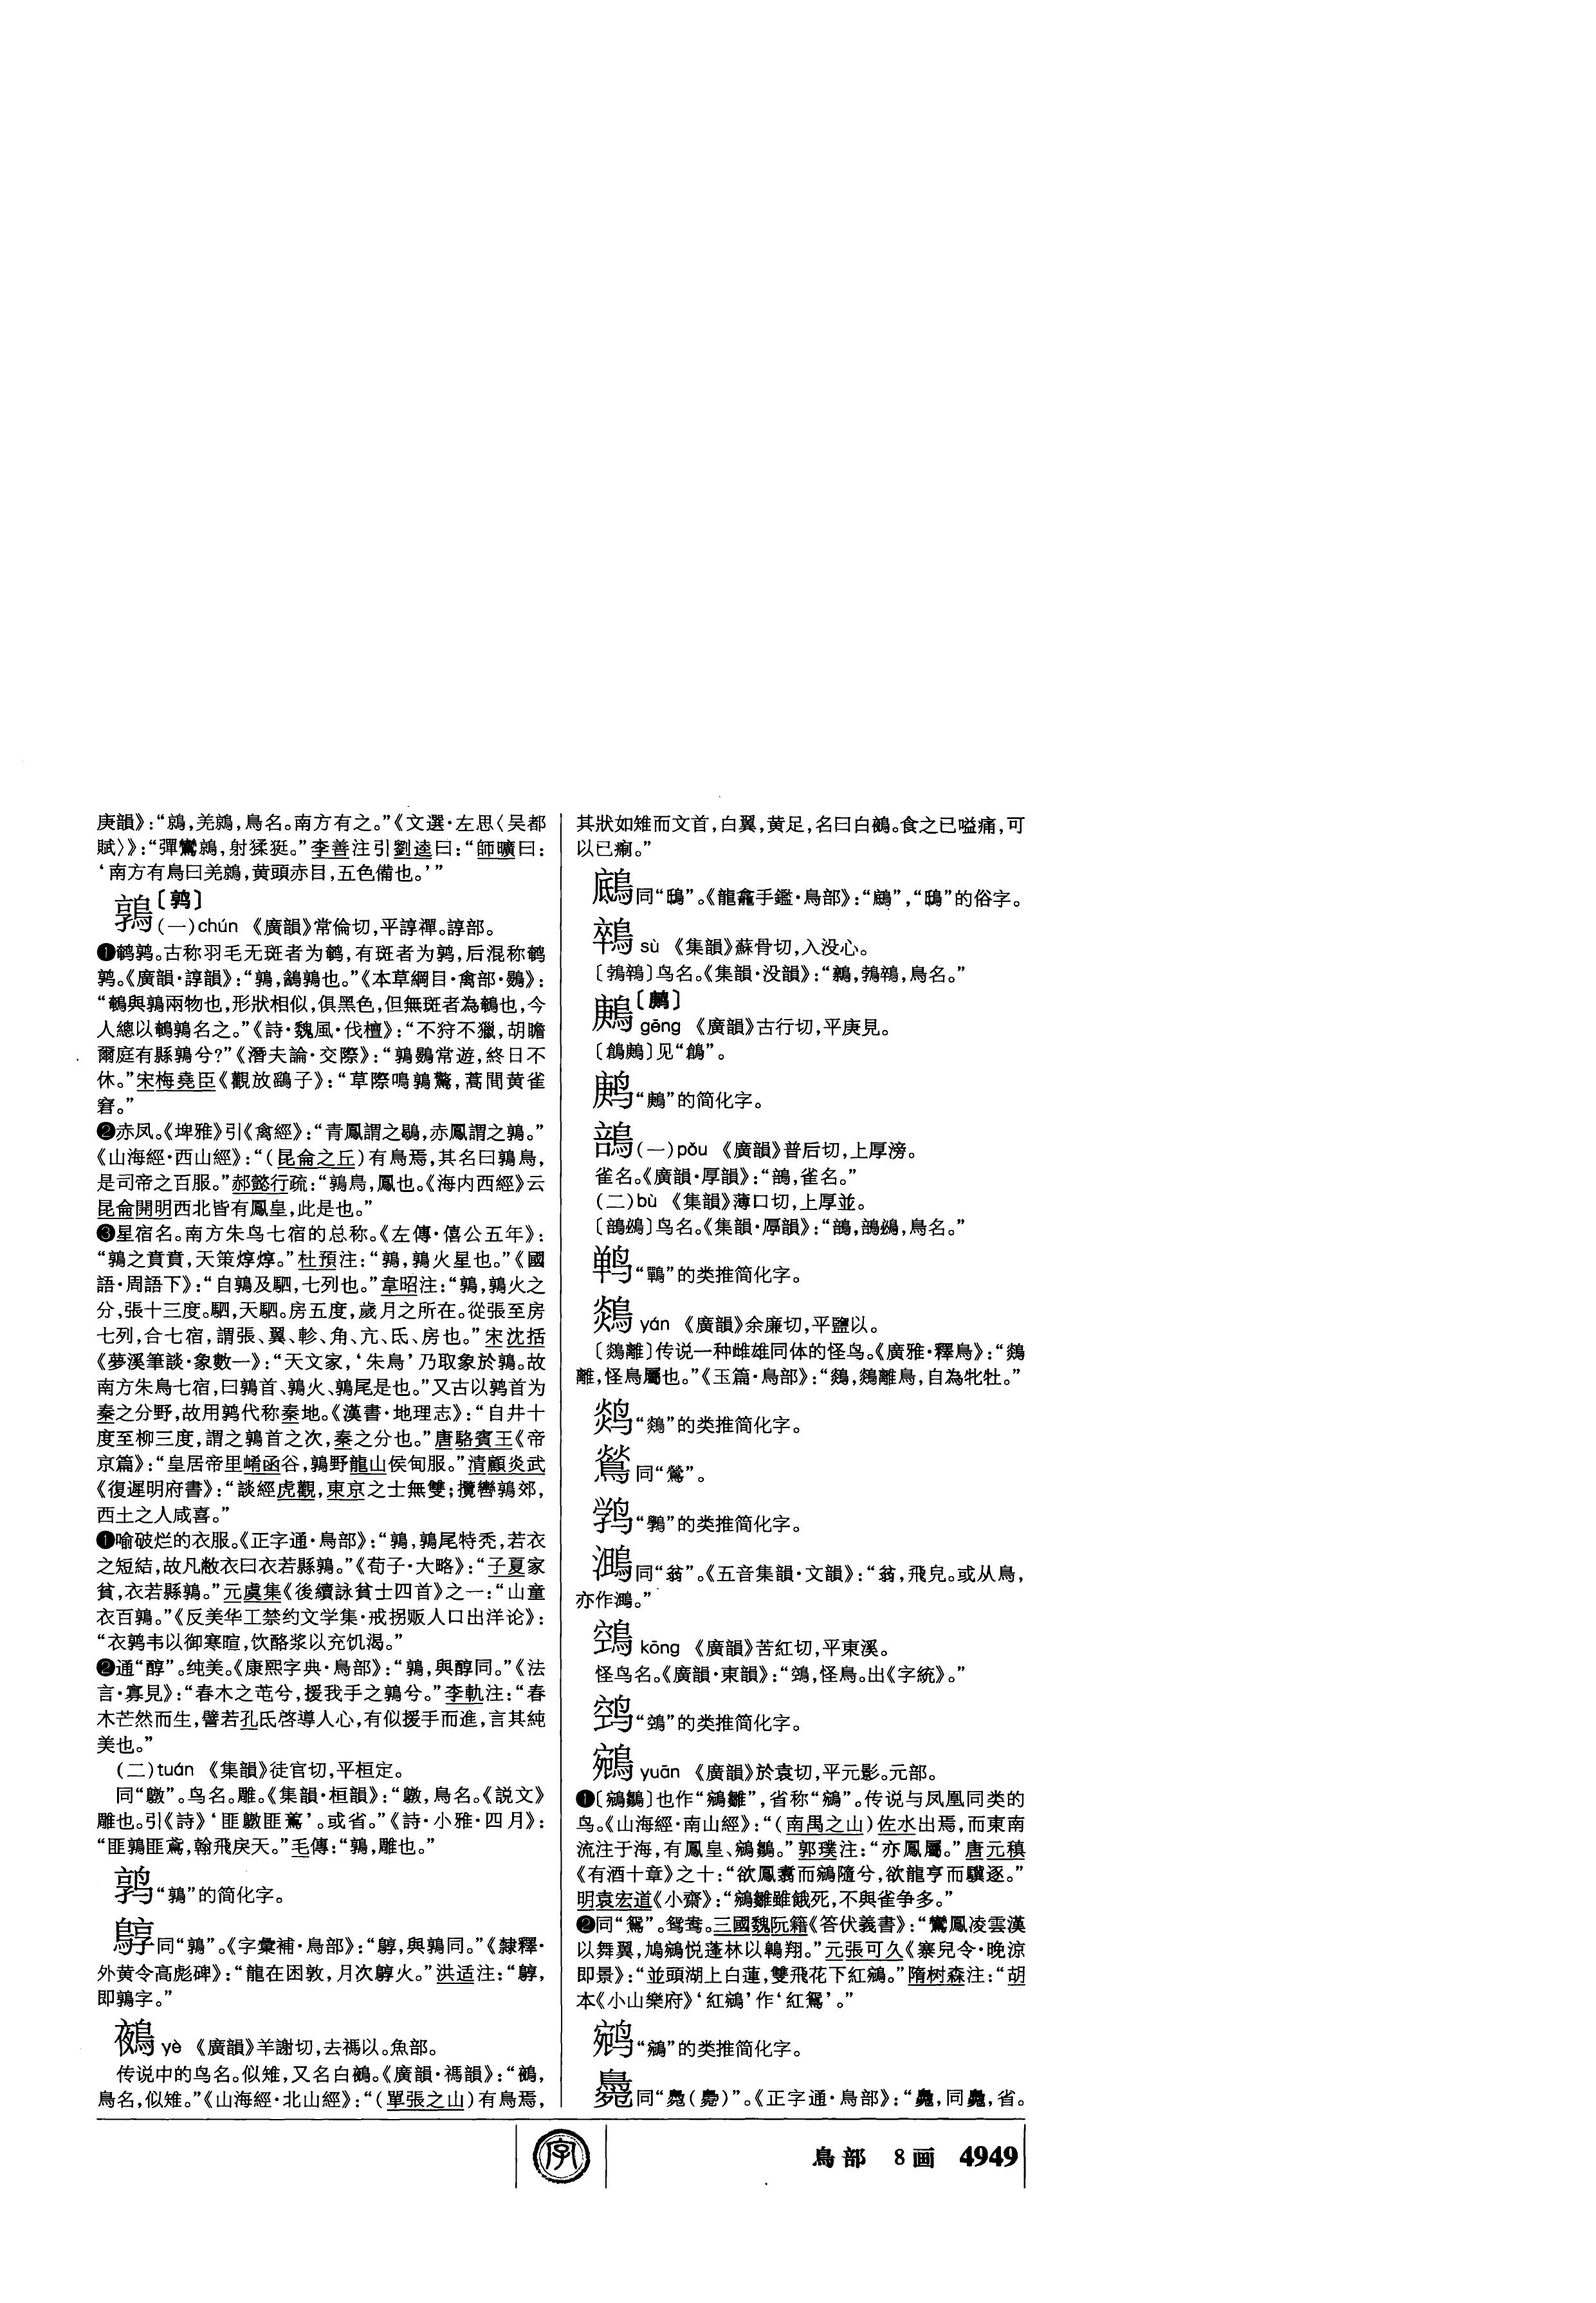 庚韻》：“鶁，羌鶁，鳥名。南方有之。”《文選·左思〈吴都
賦〉》：“彈鸞鶁，射猱狿。”李善注引劉逵曰：“師曠曰：
‘南方有鳥曰羌鶁，黄頭赤目，五色備也。’”
鶉〔鹑〕
(一)chún 《廣韻》常倫切，平諄禪。諄部。
❶鹌鹑。古称羽毛无斑者为鹌，有斑者为鹑，后混称鹌
鹑。《廣韻·諄韻》：“鶉，鷂鶉也。”《本草綱目·禽部·鷃》：
“鵪與鶉兩物也，形狀相似，俱黑色，但無斑者為鵪也，今
人總以鵪鶉名之。”《詩·魏風·伐檀》：“不狩不獵，胡瞻
爾庭有縣鶉兮？”《潛夫論·交際》：“鶉鷃常遊，終日不
休。”宋梅堯臣《觀放鷂子》：“草際鳴鶉驚，蒿間黄雀
窘。”
❷赤凤。《埤雅》引《禽經》：“青鳳謂之鶡，赤鳳謂之鶉。”
《山海經·西山經》：“(昆侖之丘)有鳥焉，其名曰鶉鳥，
是司帝之百服。”郝懿行疏：“鶉鳥，鳳也。《海内西經》云
昆侖開明西北皆有鳳皇，此是也。”
❸星宿名。南方朱鸟七宿的总称。《左傳·僖公五年》：
“鶉之賁賁，天策焞焞。”杜預注：“鶉，鶉火星也。”《國
語·周語下》：“自鶉及駟，七列也。”韋昭注：“鶉，鶉火之
分，張十三度。駟，天駟。房五度，歲月之所在。從張至房
七列，合七宿，謂張、翼、軫、角、亢、氐、房也。”宋沈括
《夢溪筆談·象數一》：“天文家，‘朱鳥’乃取象於鶉。故
南方朱鳥七宿，曰鶉首、鶉火、鶉尾是也。”又古以鹑首为
秦之分野，故用鹑代称秦地。《漢書·地理志》：“自井十
度至柳三度，謂之鶉首之次，秦之分也。”唐駱賓王《帝
京篇》：“皇居帝里崤函谷，鶉野龍山侯甸服。”清顧炎武
《復遲明府書》：“談經虎觀，東京之士無雙；攬轡鶉郊，
西土之人咸喜。”
❶喻破烂的衣服。《正字通·鳥部》：“鶉，鶉尾特秃，若衣
之短結，故凡敝衣曰衣若縣鶉。”《荀子·大略》：“子夏家
貧，衣若縣鶉。”元虞集《後續詠貧士四首》之一：“山童
衣百鶉。”《反美华工禁约文学集·戒拐贩人口出洋论》：
“衣鹑韦以御寒暄，饮酪浆以充饥渴。”
❷通“醇”。纯美。《康熙字典·鳥部》：“鶉，與醇同。”《法
言·寡見》：“春木之芚兮，援我手之鶉兮。”李軌注：“春
木芒然而生，譬若孔氏啓導人心，有似援手而進，言其純
美也。”
(二)tuán 《集韻》徒官切，平桓定。
同“鷻”。鸟名。雕。《集韻·桓韻》：“鷻，鳥名。《説文》
雕也。引《詩》‘匪鷻匪鳶’。或省。”《詩·小雅·四月》：
“匪鶉匪鳶，翰飛戾天。”毛傳：“鶉，雕也。”
鹑“鶉”的简化字。
同“鶉”。《字彙補·鳥部》：“，與鶉同。”《隸釋·
外黄令高彪碑》：“龍在困敦，月次火。”洪适注：“，
即鶉字。”
鵺 yè 《廣韻》羊謝切，去禡以。魚部。
传说中的鸟名。似雉，又名白鵺。《廣韻·禡韻》：“鵺，
鳥名，似雉。”《山海經·北山經》：“(單張之山)有鳥焉，
其狀如雉而文首，白翼，黄足，名曰白鵺。食之已嗌痛，可
以已痸。”
同“鴟”。《龍龕手鑑·鳥部》：“”，“鴟”的俗字。
sù 《集韻》蘇骨切，入没心。
〔鵓〕鸟名。《集韻·没韻》：“，鵓，鳥名。”
鶊〔鹒〕
gēng 《廣韻》古行切，平庚見。
〔鶬鶊〕见“鶬”。
鹒“鶊”的简化字。
(一)pǒu 《廣韻》普后切，上厚滂。
雀名。《廣韻·厚韻》：“，雀名。”
(二)bù 《集韻》薄口切，上厚並。
〔〕鸟名。《集韻·厚韻》：“，鳥名。”
“鷤”的类推简化字。
yán 《廣韻》余廉切，平鹽以。
〔離〕传说一种雌雄同体的怪鸟。《廣雅·釋鳥》：“
離，怪鳥屬也。”《玉篇·鳥部》：“，離鳥，自為牝牡。”
“”的类推简化字。
鶯同“鶯”。
“鷽”的类推简化字。
同“翁”。《五音集韻·文韻》：“翁，飛皃。或从鳥，
亦作。”
鵼 kōng 《廣韻》苦紅切，平東溪。
怪鸟名。《廣韻·東韻》：“鵼，怪鳥。出《字統》。”
“鵼”的类推简化字。
鵷 yuān 《廣韻》於袁切，平元影。元部。
❶〔鵷鶵〕也作“鵷雛”，省称“鵷”。传说与凤凰同类的
鸟。《山海經·南山經》：“(南禺之山)佐水出焉，而東南
流注于海，有鳳皇、鵷鶵。”郭璞注：“亦鳳屬。”唐元稹
《有酒十章》之十：“欲鳳翥而鵷隨兮，欲龍亨而驥逐。”
明袁宏道《小齋》：“鵷雛雖餓死，不與雀争多。”
❷同“鴛”。鸳鸯。三國魏阮籍《答伏義書》：“鸞鳳凌雲漢
以舞翼，鳩鵷悦蓬林以翱翔。”元張可久《寨兒令·晚涼
即景》：“並頭湖上白蓮，雙飛花下紅鵷。”隋树森注：“胡
本《小山樂府》‘紅鵷’作‘紅鴛’。”
鹓“鵷”的类推简化字。
同“”。《正字通·鳥部》：“，同，省。
字
鳥部 8画 4949